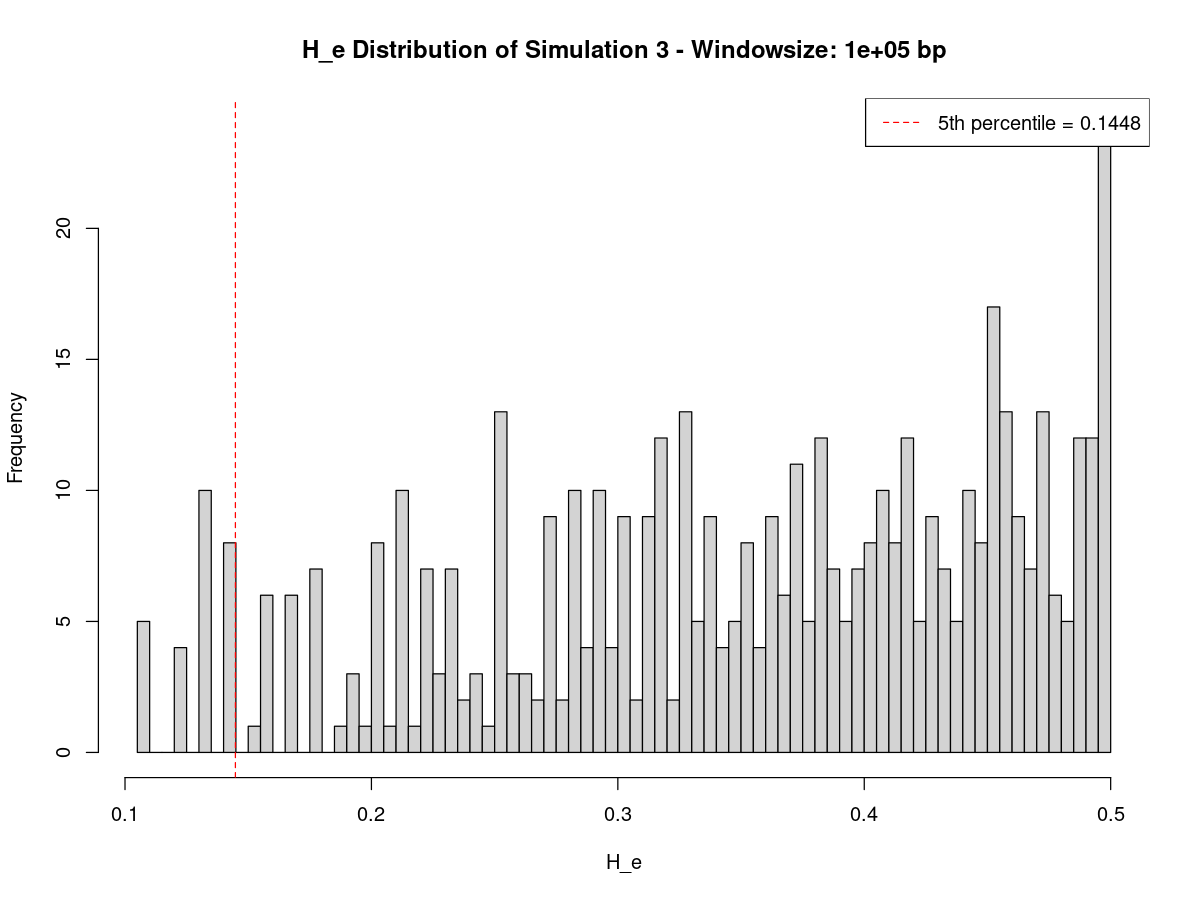 H_e Distribution of Simulation 3 - Windowsize: 1e+05 bp
5th percentile = 0.1448
20
15
10
5
0
Frequency
0.1 0.2 0.3 0.4 0.5
H_e